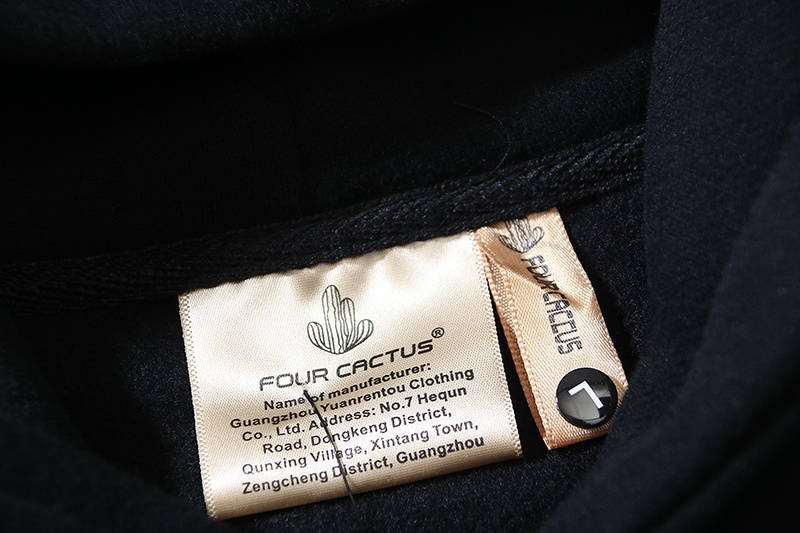 FOUR CACTUS®
Name of manufacturer:
Guangzhou Yuanrentou Clothing
Co., Ltd. Address: No.7 Hequn
Road, Dongkeng District,
Qunxing Village, Xintang Town,
Zengcheng District, Guangzhou
FOUR CACCUS
L